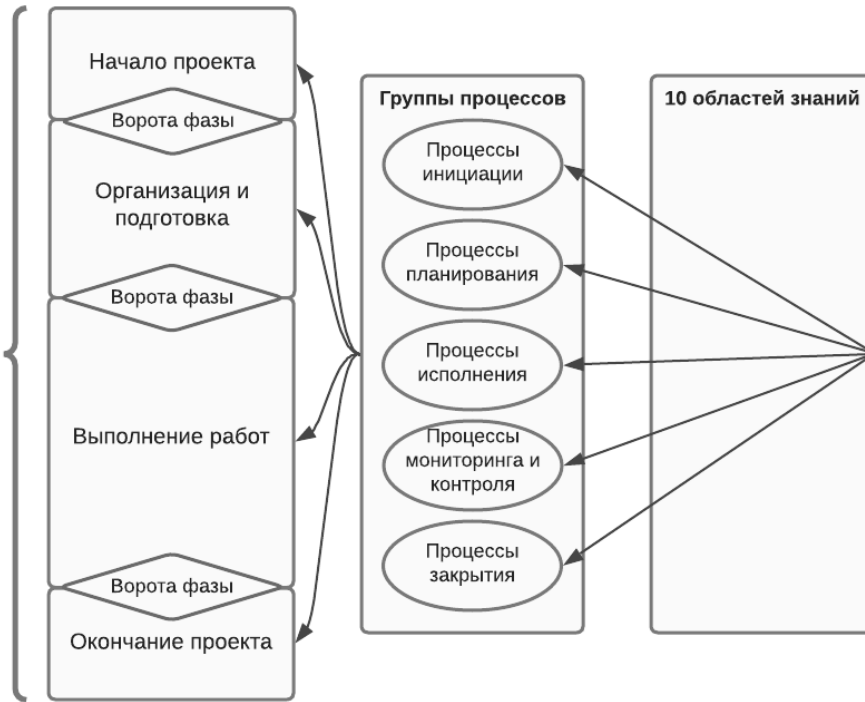 Начало проекта
Ворота фазы
Организация и
подготовка
Ворота фазы
Выполнение работ
Ворота фазы
Окончание проекта
Группы процессов
Процессы
инициации
Процессы
планирования
Процессы
исполнения
Процессы
мониторинга и
контроля
Процессы
закрытия
10 областей знаний